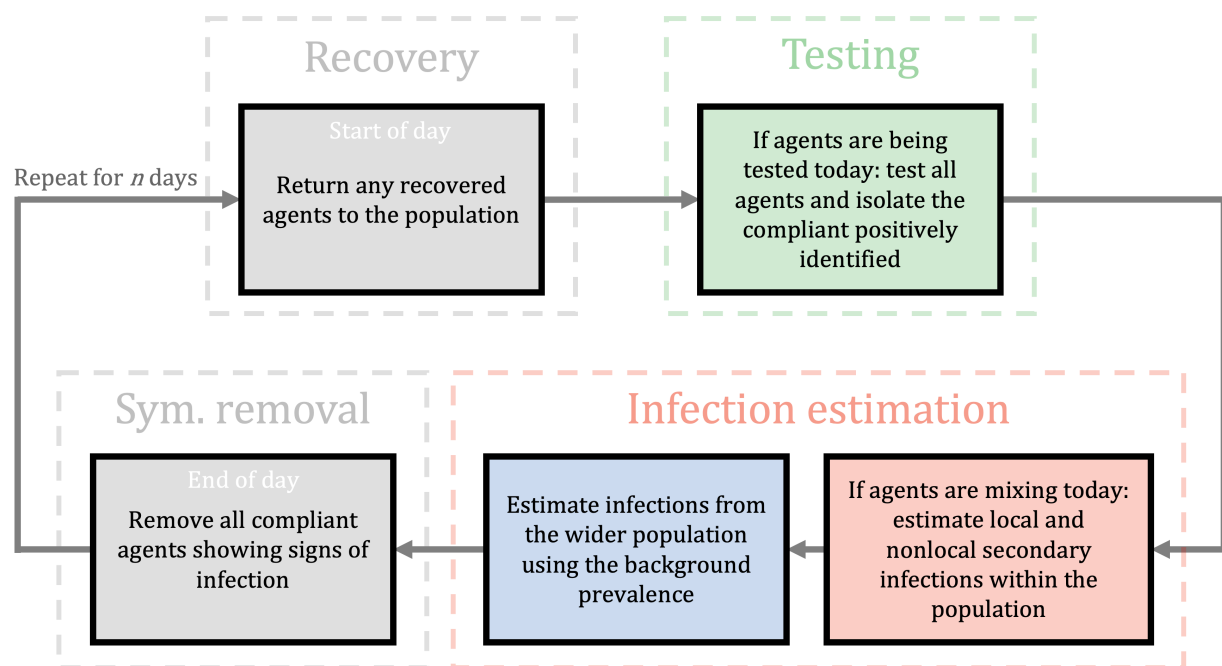 Recovery
Testing
Start of day
Return any recovered
agents to the population
If agents are being
tested today: test all
agents and isolate the
compliant positively
identified
Repeat for n days
Sym. removal
Infection estimation
End of day
Remove all compliant
agents showing signs of
infection
Estimate infections from
the wider population
using the background
prevalence
If agents are mixing today:
estimate local and
nonlocal secondary
infections within the
population